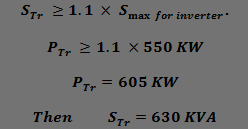 S_Tr ≥ 1.1 × S_max for inverter.
P_Tr ≥ 1.1 × 550 KW
P_Tr = 605 KW
Then S_Tr = 630 KVA